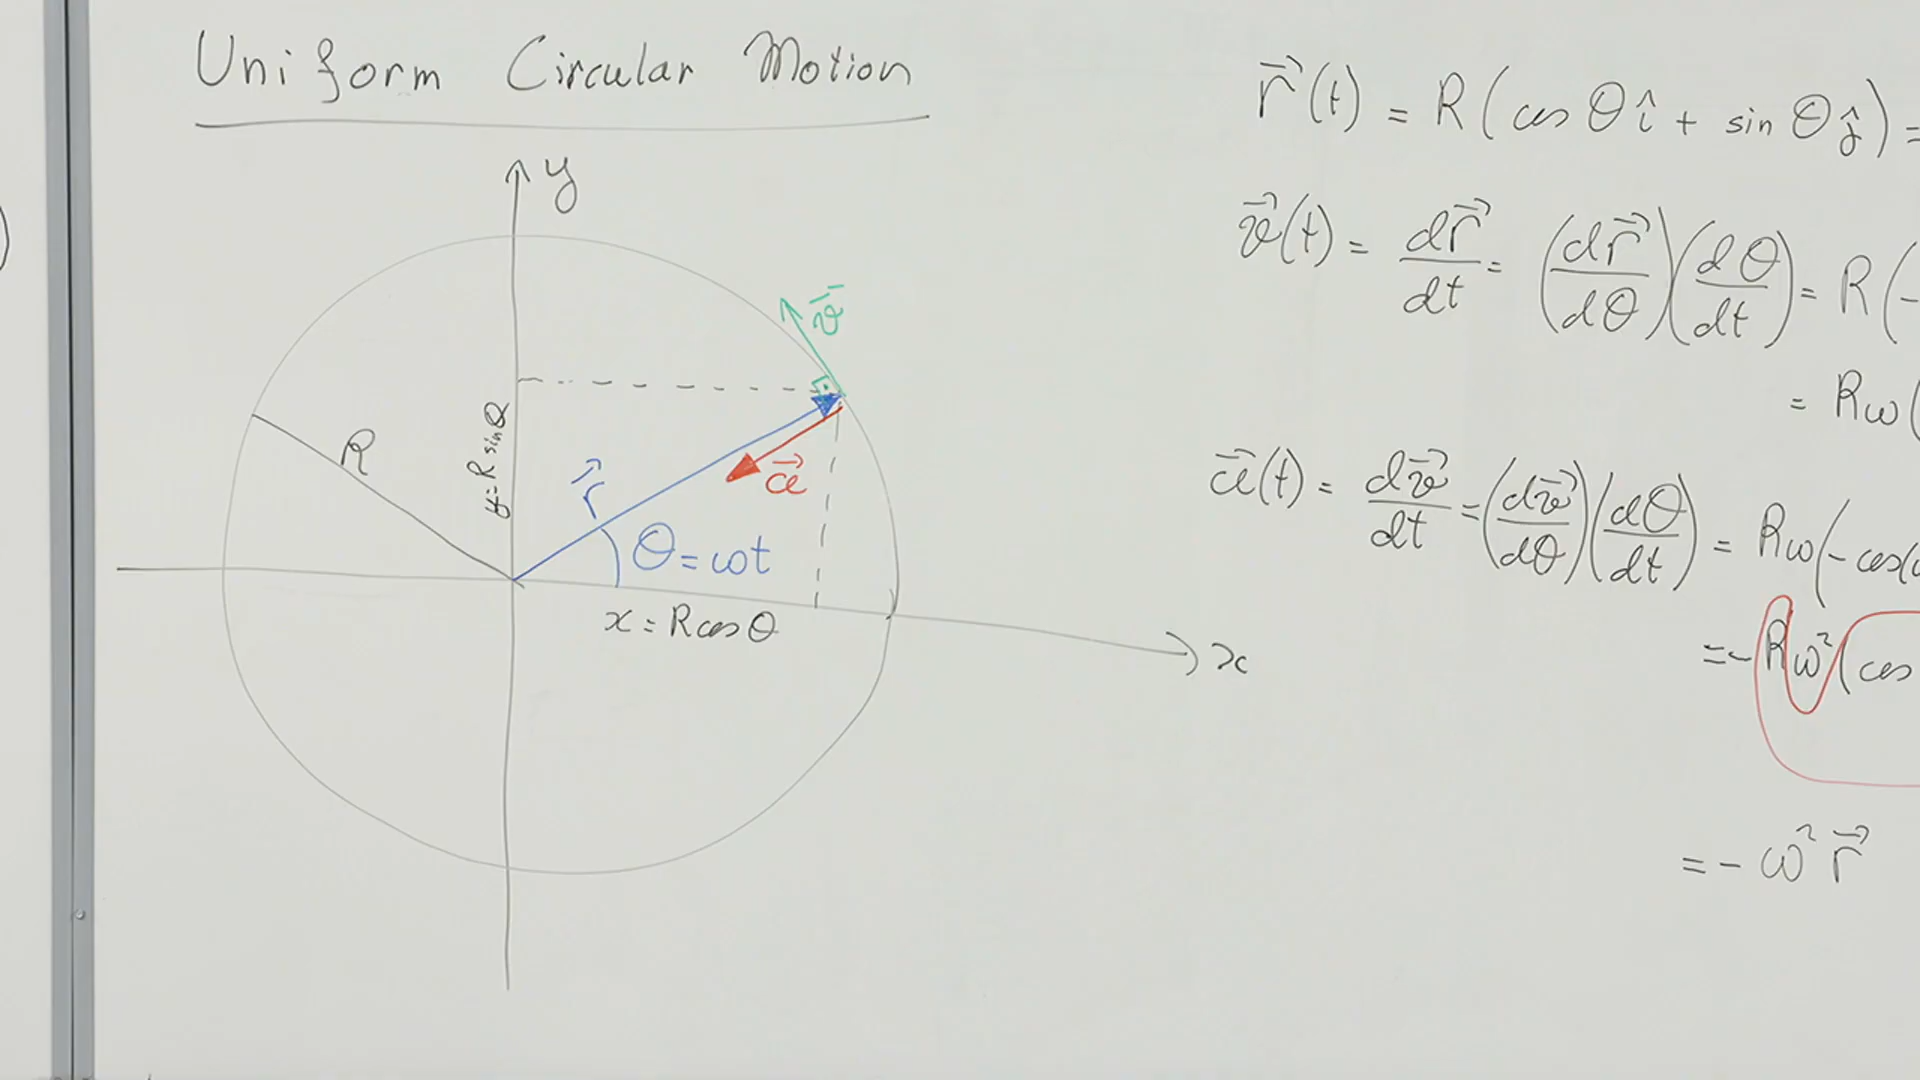 Uniform Circular Motion
y
v⃗
R
y = R sin θ
r⃗
a⃗
θ = ωt
x = R cos θ
x
r⃗(t) = R(cos θ î + sin θ ĵ) =
v⃗(t) = dr⃗/dt = (dr⃗/dθ)(dθ/dt) = R(-
= Rω(
a⃗(t) = dv⃗/dt = (dv⃗/dθ)(dθ/dt) = Rω(-cos(
= -Rω²(cos
= -ω² r⃗